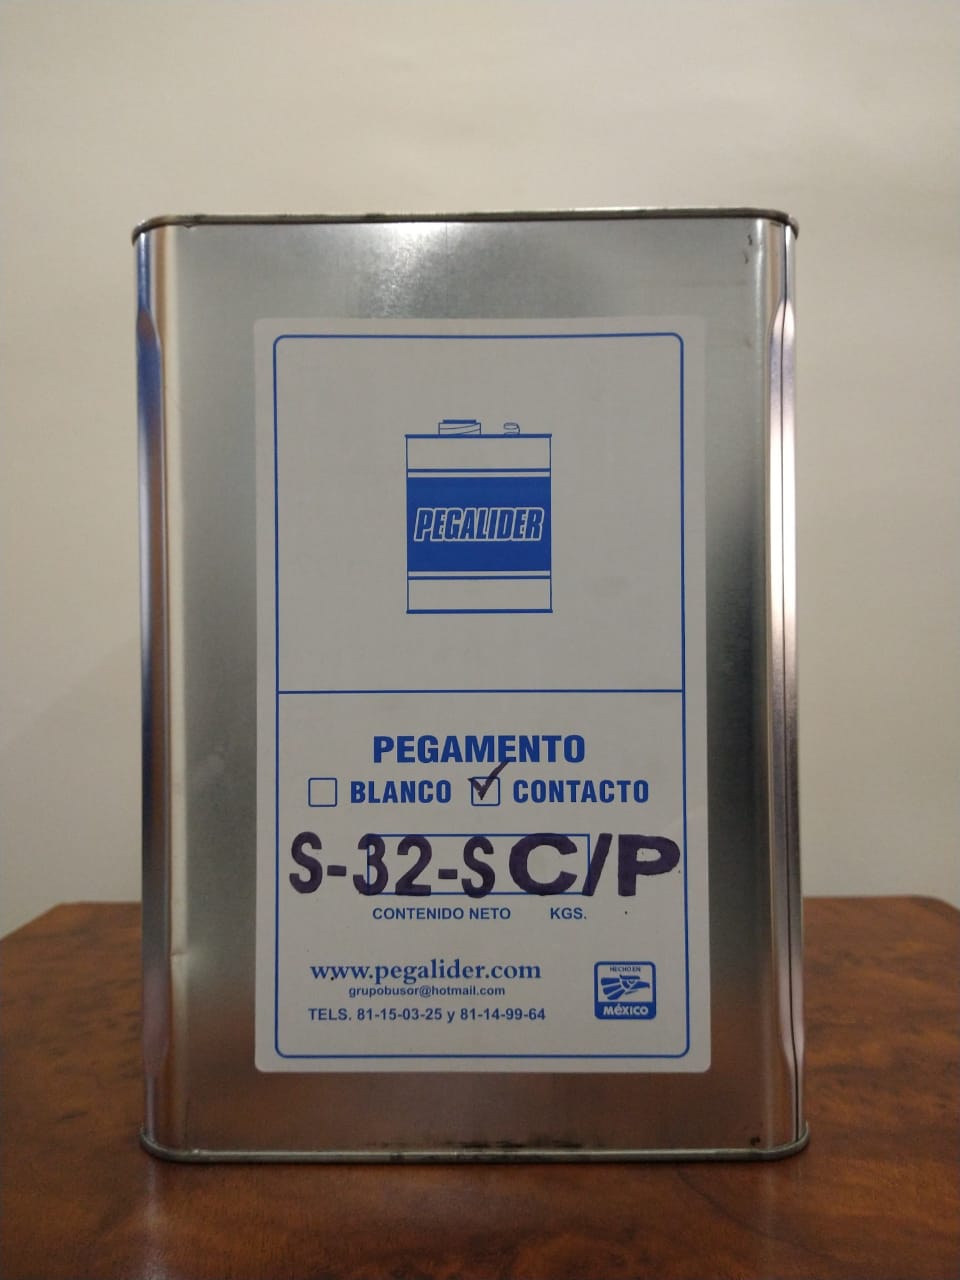 PEGALIDER
PEGAMENTO
BLANCO CONTACTO
S-32-S C/P
CONTENIDO NETO KGS.
www.pegalider.com
grupobusor@hotmail.com
TELS. 81-15-03-25 y 81-14-99-64
HECHO EN
MéXICO